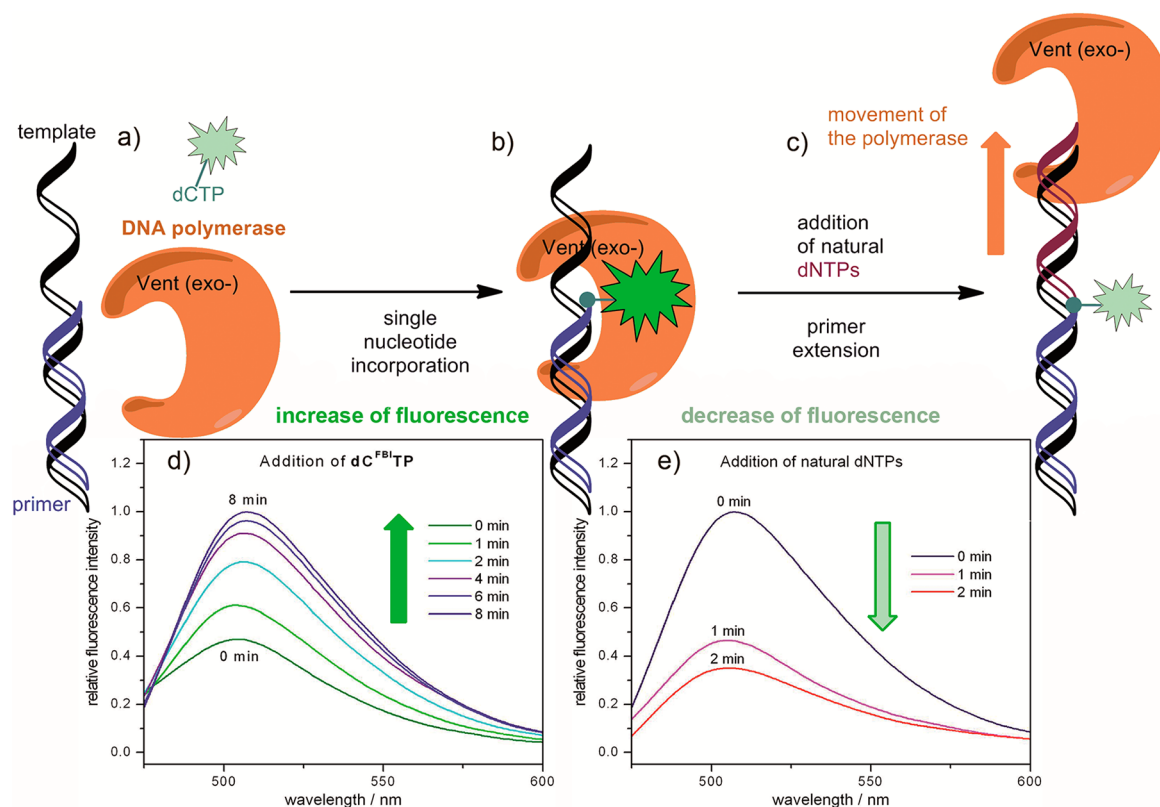 template
a)
dCTP
DNA polymerase
Vent (exo-)
primer
single
nucleotide
incorporation
b)
Vent (exo-)
increase of fluorescence
addition
of natural
dNTPs
primer
extension
decrease of fluorescence
c)
movement of
the polymerase
Vent (exo-)
d)
Addition of dC^FBI TP
8 min
0 min
0 min
1 min
2 min
4 min
6 min
8 min
1.2
1.0
0.8
0.6
0.4
0.2
0.0
relative fluorescence intensity
500
550
600
wavelength / nm
e)
Addition of natural dNTPs
0 min
1 min
2 min
0 min
1 min
2 min
1.2
1.0
0.8
0.6
0.4
0.2
0.0
relative fluorescence intensity
500
550
600
wavelength / nm